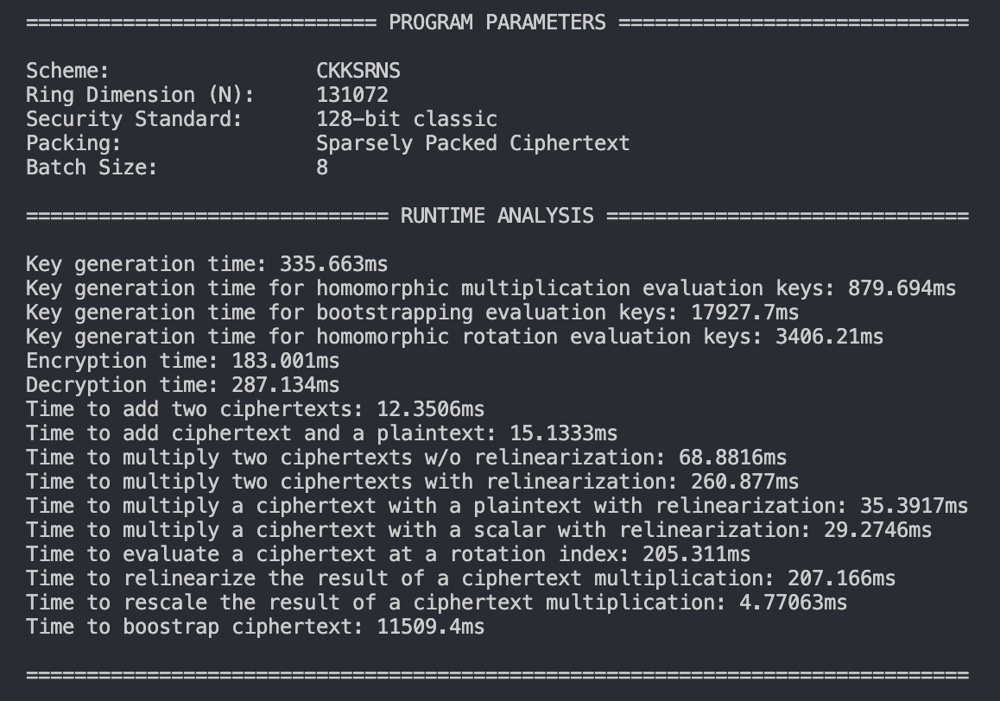 ============================= PROGRAM PARAMETERS =============================
Scheme: CKKSRNS
Ring Dimension (N): 131072
Security Standard: 128-bit classic
Packing: Sparsely Packed Ciphertext
Batch Size: 8
============================== RUNTIME ANALYSIS ==============================
Key generation time: 335.663ms
Key generation time for homomorphic multiplication evaluation keys: 879.694ms
Key generation time for bootstrapping evaluation keys: 17927.7ms
Key generation time for homomorphic rotation evaluation keys: 3406.21ms
Encryption time: 183.001ms
Decryption time: 287.134ms
Time to add two ciphertexts: 12.3506ms
Time to add ciphertext and a plaintext: 15.1333ms
Time to multiply two ciphertexts w/o relinearization: 68.8816ms
Time to multiply two ciphertexts with relinearization: 260.877ms
Time to multiply a ciphertext with a plaintext with relinearization: 35.3917ms
Time to multiply a ciphertext with a scalar with relinearization: 29.2746ms
Time to evaluate a ciphertext at a rotation index: 205.311ms
Time to relinearize the result of a ciphertext multiplication: 207.166ms
Time to rescale the result of a ciphertext multiplication: 4.77063ms
Time to boostrap ciphertext: 11509.4ms
==============================================================================